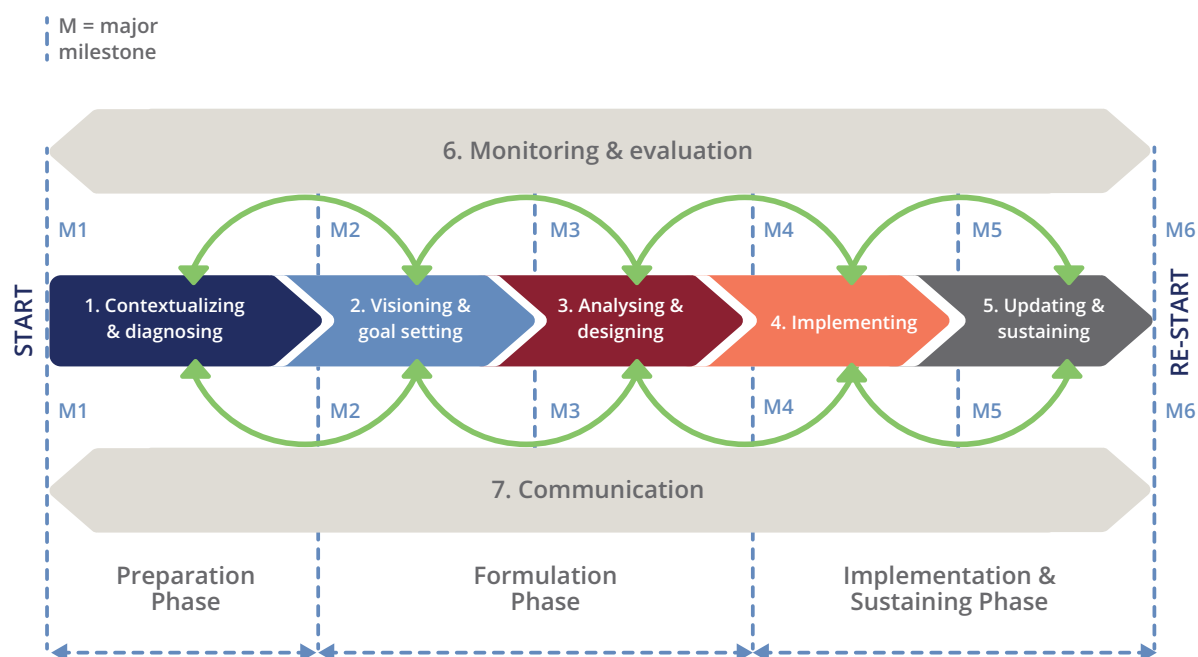 M = major
milestone
6. Monitoring & evaluation
M1
M2
M3
M4
M5
M6
START
1. Contextualizing
& diagnosing
2. Visioning &
goal setting
3. Analysing &
designing
4. Implementing
5. Updating &
sustaining
RE-START
M1
M2
M3
M4
M5
M6
7. Communication
Preparation
Phase
Formulation
Phase
Implementation &
Sustaining Phase